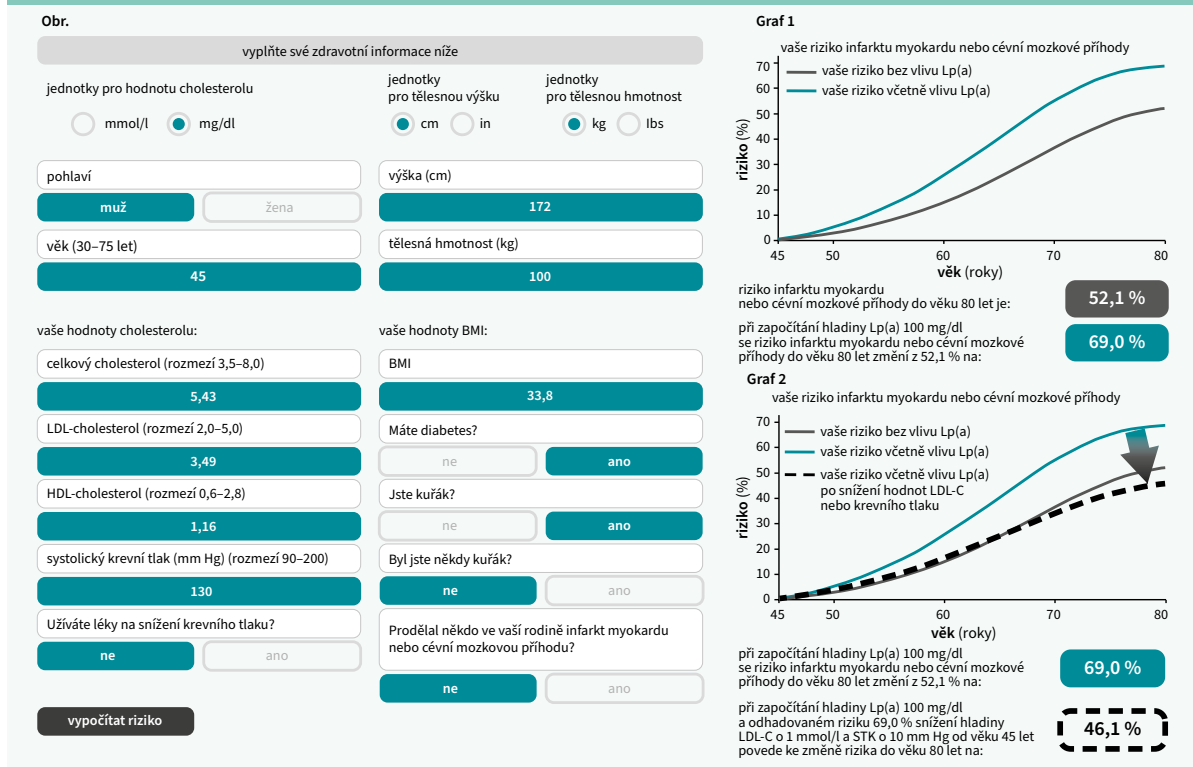 Obr.
vyplňte své zdravotní informace níže
jednotky pro hodnotu cholesterolu
mmol/l
mg/dl
jednotky
pro tělesnou výšku
cm
in
jednotky
pro tělesnou hmotnost
kg
lbs
pohlaví
muž
žena
věk (30–75 let)
45
výška (cm)
172
tělesná hmotnost (kg)
100
vaše hodnoty cholesterolu:
celkový cholesterol (rozmezí 3,5–8,0)
5,43
LDL-cholesterol (rozmezí 2,0–5,0)
3,49
HDL-cholesterol (rozmezí 0,6–2,8)
1,16
systolický krevní tlak (mm Hg) (rozmezí 90–200)
130
Užíváte léky na snížení krevního tlaku?
ne
ano
vypočítat riziko
vaše hodnoty BMI:
BMI
33,8
Máte diabetes?
ne
ano
Jste kuřák?
ne
ano
Byl jste někdy kuřák?
ne
ano
Prodělal někdo ve vaší rodině infarkt myokardu
nebo cévní mozkovou příhodu?
ne
ano
Graf 1
vaše riziko infarktu myokardu nebo cévní mozkové příhody
vaše riziko bez vlivu Lp(a)
vaše riziko včetně vlivu Lp(a)
riziko (%)
70
60
50
40
30
20
10
0
45
50
60
70
80
věk (roky)
riziko infarktu myokardu
nebo cévní mozkové příhody do věku 80 let je:
52,1 %
při započítání hladiny Lp(a) 100 mg/dl
se riziko infarktu myokardu nebo cévní mozkové
příhody do věku 80 let změní z 52,1 % na:
69,0 %
Graf 2
vaše riziko infarktu myokardu nebo cévní mozkové příhody
vaše riziko bez vlivu Lp(a)
vaše riziko včetně vlivu Lp(a)
vaše riziko včetně vlivu Lp(a)
po snížení hodnot LDL-C
nebo krevního tlaku
riziko (%)
70
60
50
40
30
20
10
0
45
50
60
70
80
věk (roky)
při započítání hladiny Lp(a) 100 mg/dl
se riziko infarktu myokardu nebo cévní mozkové
příhody do věku 80 let změní z 52,1 % na:
69,0 %
při započítání hladiny Lp(a) 100 mg/dl
a odhadovaném riziku 69,0 % snížení hladiny
LDL-C o 1 mmol/l a STK o 10 mm Hg od věku 45 let
povede ke změně rizika do věku 80 let na:
46,1 %